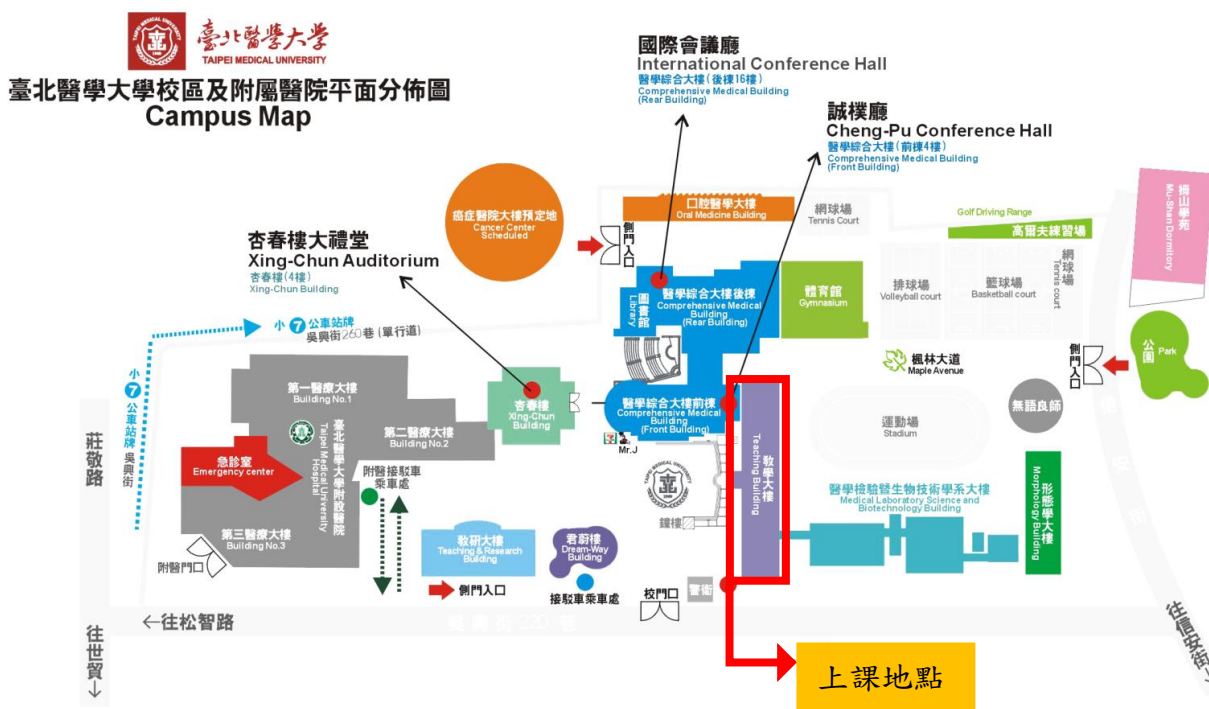 臺北醫學大學
TAIPEI MEDICAL UNIVERSITY
臺北醫學大學校區及附屬醫院平面分佈圖
Campus Map
國際會議廳
International Conference Hall
醫學綜合大樓(後棟16樓)
Comprehensive Medical Building
(Rear Building)
誠樸廳
Cheng-Pu Conference Hall
醫學綜合大樓(前棟4樓)
Comprehensive Medical Building
(Front Building)
杏春樓大禮堂
Xing-Chun Auditorium
杏春樓(4樓)
Xing-Chun Building
癌症醫院大樓預定地
Cancer Center
Scheduled
側門入口
口腔醫學大樓
Oral Medicine Building
網球場
Tennis Court
Golf Driving Range
高爾夫練習場
拇山學苑
Mu-Shan Dormitory
圖書館
Library
醫學綜合大樓後棟
Comprehensive Medical
Building
(Rear Building)
體育館
Gymnasium
排球場
Volleyball court
籃球場
Basketball court
網球場
Tennis court
小 7 公車站牌
吳興街260巷(單行道)
小 7 公車站牌 吳興街
公園 Park
側門入口
楓林大道
Maple Avenue
第一醫療大樓
Building No.1
杏春樓
Xing-Chun
Building
醫學綜合大樓前棟
Comprehensive Medical
Building
(Front Building)
Mr.J
無語良師
運動場
Stadium
第二醫療大樓
Building No.2
臺北醫學大學附設醫院
Taipei Medical University
Hospital
急診室
Emergency center
附醫接駁車
乘車處
莊敬路
教學大樓
Teaching Building
鐘樓
醫學檢驗暨生物技術學系大樓
Medical Laboratory Science and
Biotechnology Building
形態學大樓
Morphology Building
第三醫療大樓
Building No.3
附醫門口
教研大樓
Teaching & Research
Building
君蔚樓
Dream-Way
Building
側門入口
接駁車乘車處
校門口
警衛
←往松智路
吳興街220巷
往世貿↓
往信安街↓
上課地點